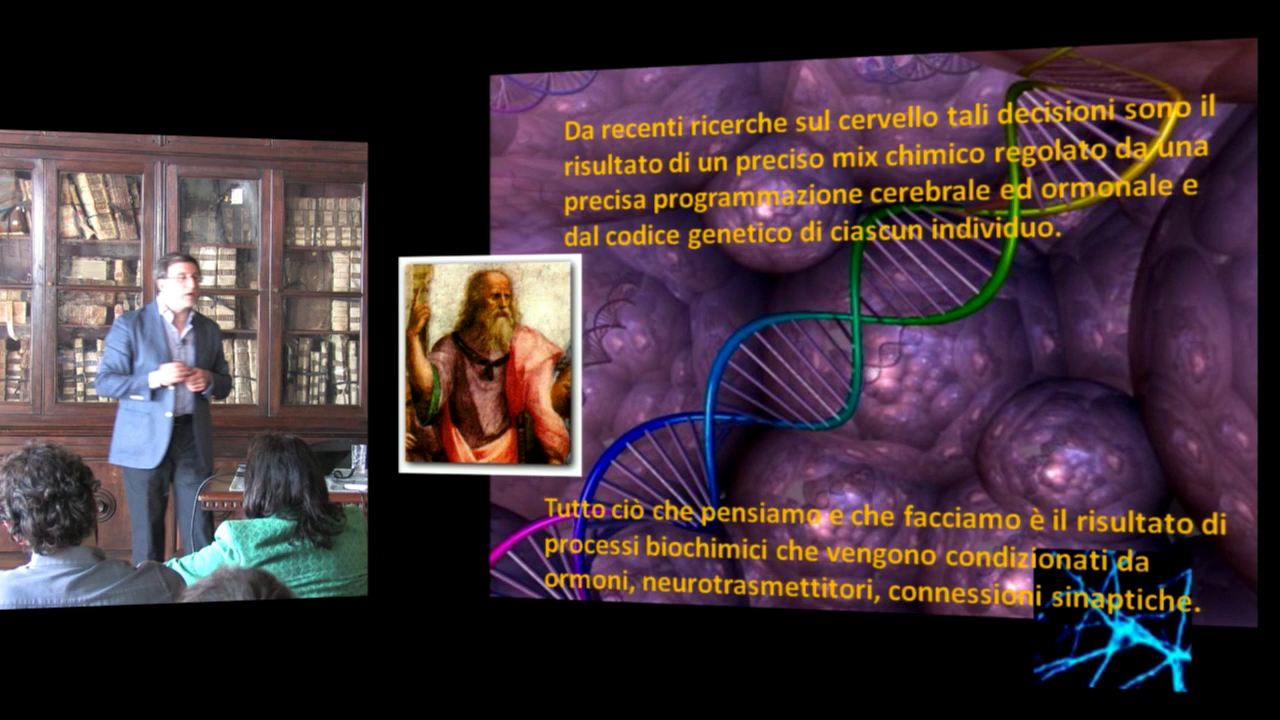 Da recenti ricerche sul cervello tali decisioni sono il
risultato di un preciso mix chimico regolato da una
precisa programmazione cerebrale ed ormonale e
dal codice genetico di ciascun individuo.
Tutto ciò che pensiamo e che facciamo è il risultato di
processi biochimici che vengono condizionati da
ormoni, neurotrasmettitori, connessioni sinaptiche.